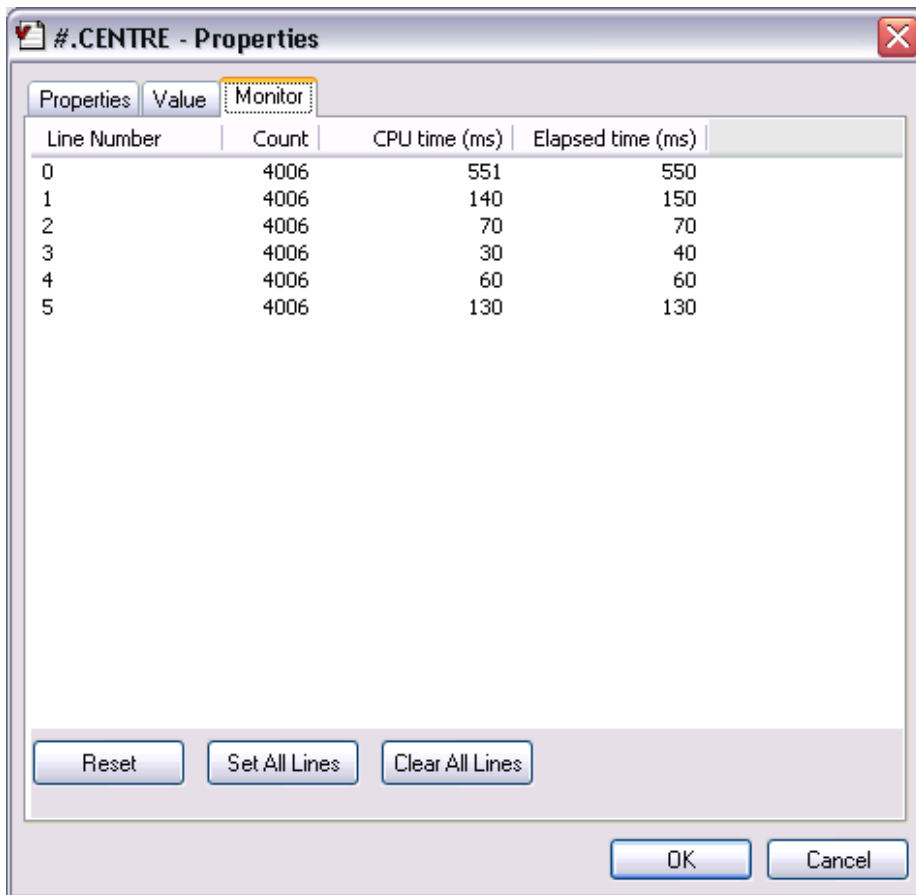 #.CENTRE - Properties
Properties Value Monitor
Line Number Count CPU time (ms) Elapsed time (ms)
0 4006 551 550
1 4006 140 150
2 4006 70 70
3 4006 30 40
4 4006 60 60
5 4006 130 130
Reset Set All Lines Clear All Lines
OK Cancel